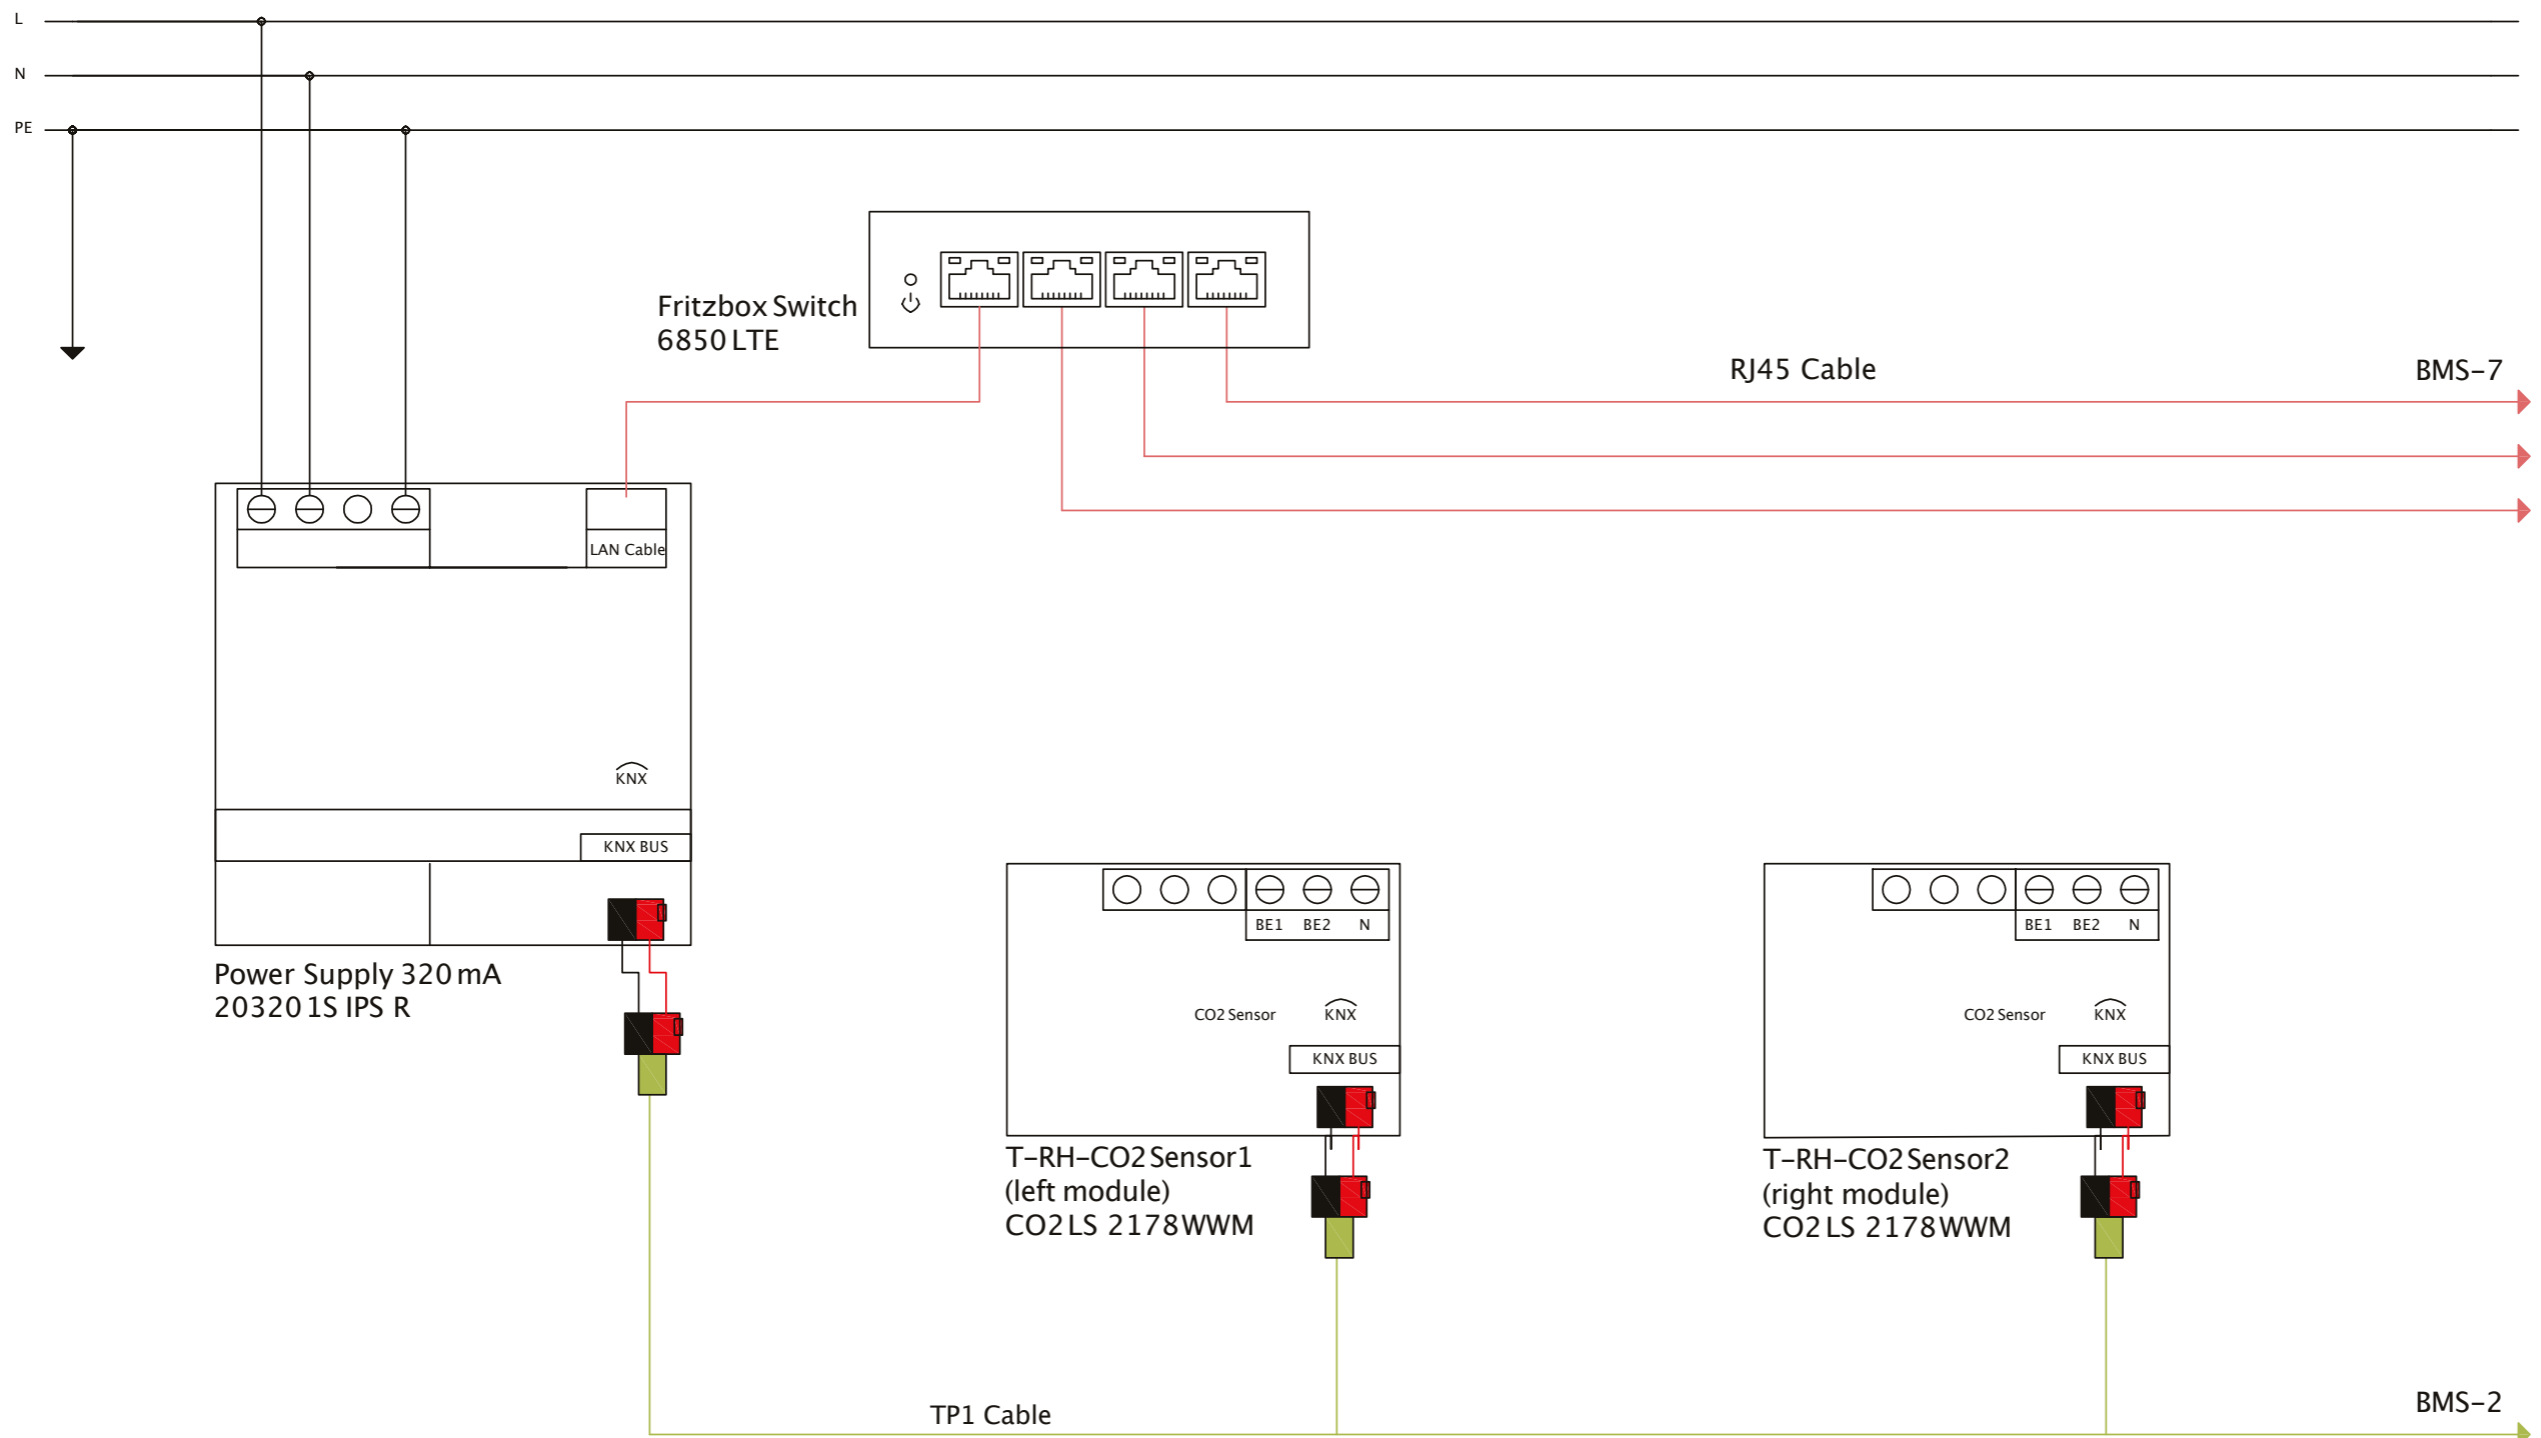 L
N
PE
Fritzbox Switch
6850 LTE
RJ45 Cable
BMS-7
LAN Cable
KNX
KNX BUS
Power Supply 320 mA
20320 1S IPS R
BE1 BE2 N
CO2 Sensor
KNX
KNX BUS
T-RH-CO2 Sensor1
(left module)
CO2 LS 2178 WWM
BE1 BE2 N
CO2 Sensor
KNX
KNX BUS
T-RH-CO2 Sensor2
(right module)
CO2 LS 2178 WWM
TP1 Cable
BMS-2